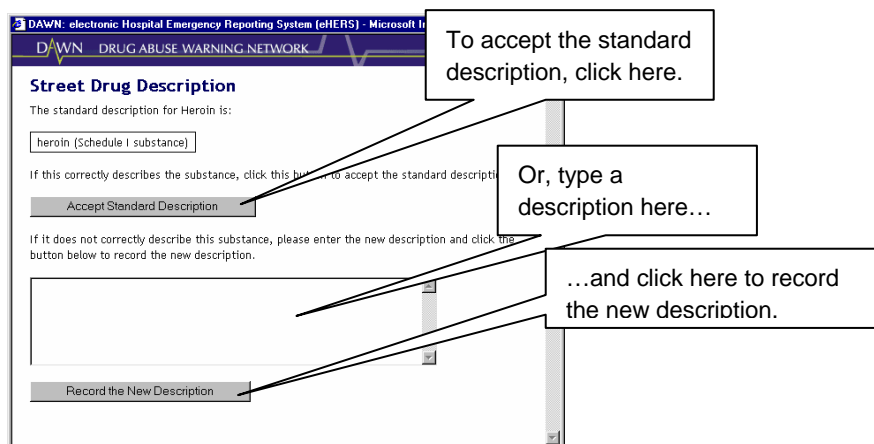 DAWN: electronic Hospital Emergency Reporting System (eHERS) - Microsoft
DAWN DRUG ABUSE WARNING NETWORK
To accept the standard
description, click here.
Street Drug Description
The standard description for Heroin is:
heroin (Schedule I substance)
If this correctly describes the substance, click this to accept the standard
Accept Standard Description
Or, type a
description here…
If it does not correctly describe this substance, please enter the new description and click the
button below to record the new description.
…and click here to record
the new description.
Record the New Description